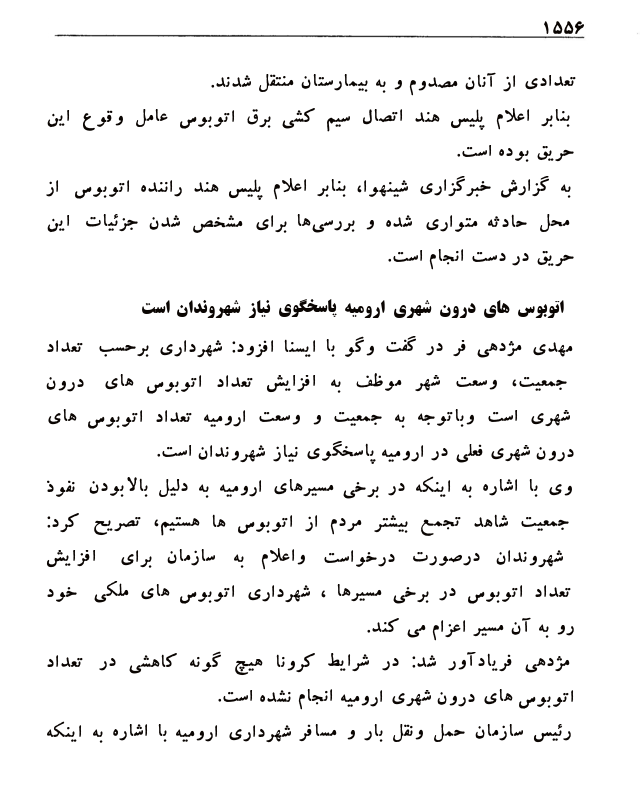 ۱۵۵۶
تعدادی از آنان مصدوم و به بیمارستان منتقل شدند.
بنابر اعلام پلیس هند اتصال سیم کشی برق اتوبوس عامل وقوع این
حریق بوده است.
به گزارش خبرگزاری شینهوا، بنابر اعلام پلیس هند راننده اتوبوس از
محل حادثه متواری شده و بررسی‌ها برای مشخص شدن جزئیات این
حریق در دست انجام است.
اتوبوس های درون شهری ارومیه پاسخگوی نیاز شهروندان است
مهدی مژدهی فر در گفت وگو با ایسنا افزود: شهرداری برحسب تعداد
جمعیت، وسعت شهر موظف به افزایش تعداد اتوبوس های درون
شهری است وباتوجه به جمعیت و وسعت ارومیه تعداد اتوبوس های
درون شهری فعلی در ارومیه پاسخگوی نیاز شهروندان است.
وی با اشاره به اینکه در برخی مسیرهای ارومیه به دلیل بالابودن نفوذ
جمعیت شاهد تجمع بیشتر مردم از اتوبوس ها هستیم، تصریح کرد:
شهروندان درصورت درخواست واعلام به سازمان برای افزایش
تعداد اتوبوس در برخی مسیرها ، شهرداری اتوبوس های ملکی خود
رو به آن مسیر اعزام می کند.
مژدهی فریادآور شد: در شرایط کرونا هیچ گونه کاهشی در تعداد
اتوبوس های درون شهری ارومیه انجام نشده است.
رئیس سازمان حمل ونقل بار و مسافر شهرداری ارومیه با اشاره به اینکه